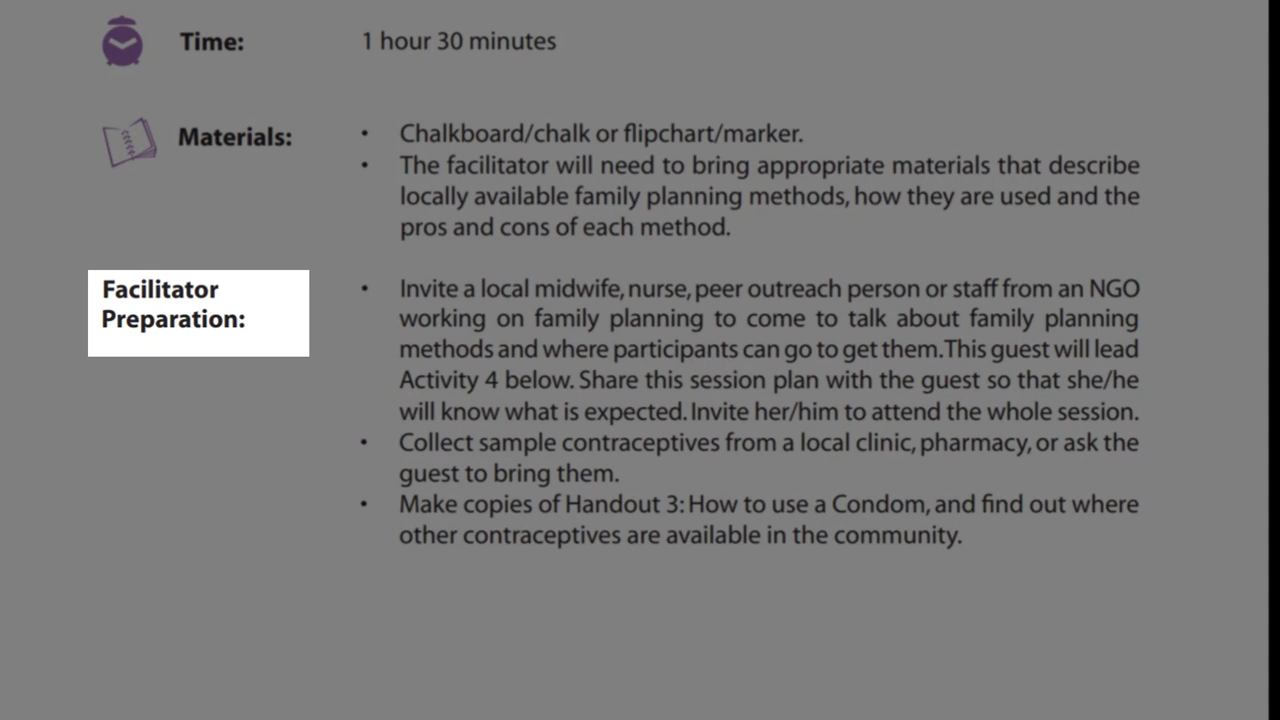 Time: 1 hour 30 minutes
Materials: • Chalkboard/chalk or flipchart/marker.
• The facilitator will need to bring appropriate materials that describe
locally available family planning methods, how they are used and the
pros and cons of each method.
Facilitator
Preparation:
• Invite a local midwife, nurse, peer outreach person or staff from an NGO
working on family planning to come to talk about family planning
methods and where participants can go to get them. This guest will lead
Activity 4 below. Share this session plan with the guest so that she/he
will know what is expected. Invite her/him to attend the whole session.
• Collect sample contraceptives from a local clinic, pharmacy, or ask the
guest to bring them.
• Make copies of Handout 3: How to use a Condom, and find out where
other contraceptives are available in the community.